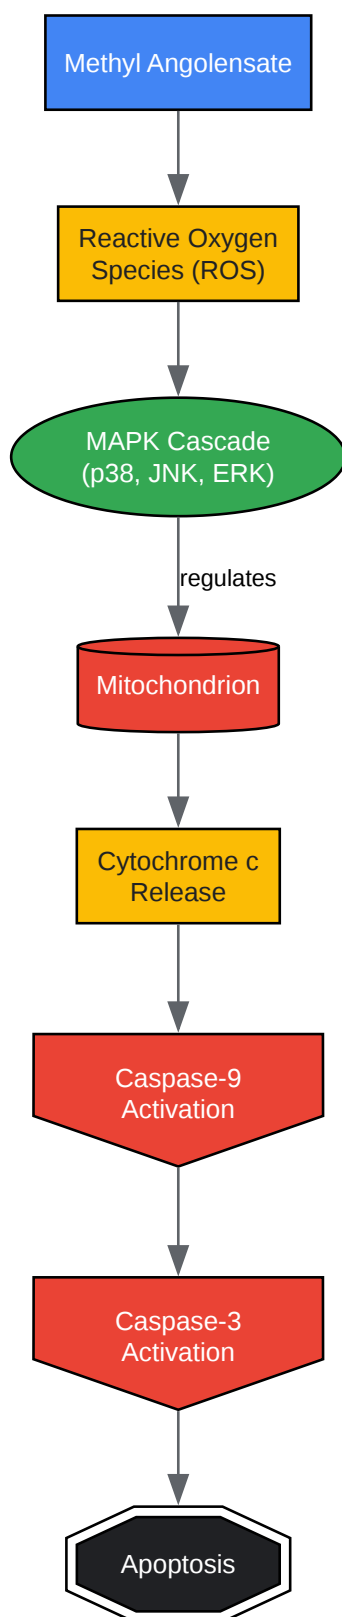 Methyl Angolensate
Reactive Oxygen
Species (ROS)
MAPK Cascade
(p38, JNK, ERK)
regulates
Mitochondrion
Cytochrome c
Release
Caspase-9
Activation
Caspase-3
Activation
Apoptosis